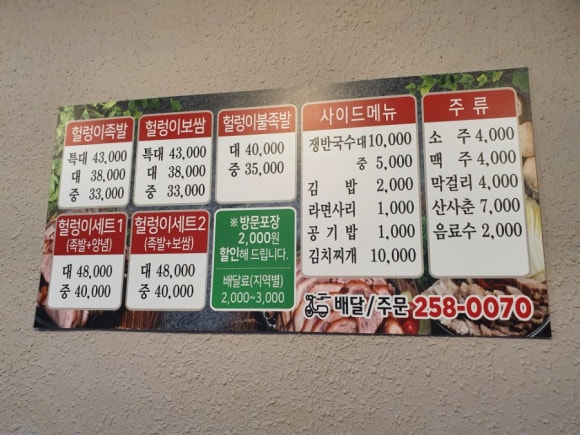 헐렁이족발
특대 43,000
대 38,000
중 33,000
헐렁이보쌈
특대 43,000
대 38,000
중 33,000
헐렁이불족발
대 40,000
중 35,000
사이드메뉴
쟁반국수대 10,000
중 5,000
김 밥 2,000
라면사리 1,000
공기밥 1,000
김치찌개 10,000
주 류
소 주 4,000
맥 주 4,000
막걸리 4,000
산사춘 7,000
음료수 2,000
헐렁이세트1
(족발+양념)
대 48,000
중 40,000
헐렁이세트2
(족발+보쌈)
대 48,000
중 40,000
※ 방문포장
2,000원
할인해 드립니다.
배달료(지역별)
2,000~3,000
배달/주문 258-0070